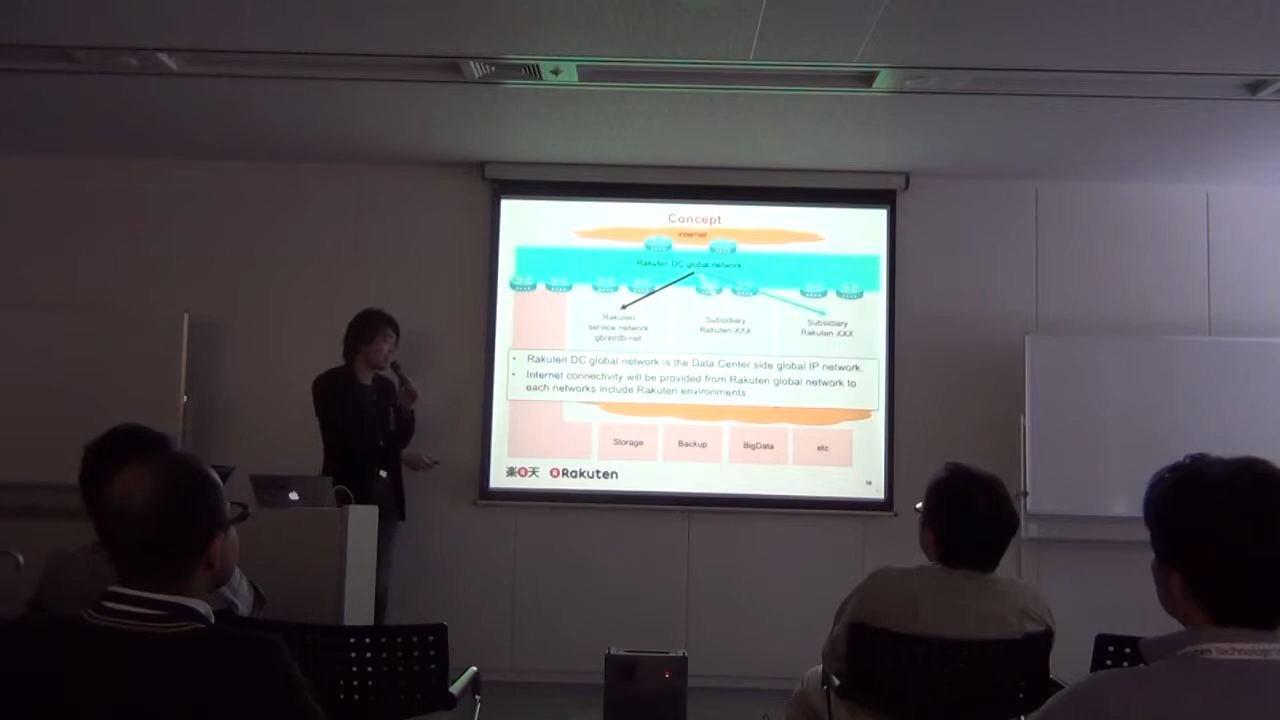 Concept
Internet
Rakuten DC global network
Rakuten
service network
Subsidiary
Rakuten XXX
Subsidiary
Rakuten XXX
• Rakuten DC global network is the Data Center side global IP network.
• Internet connectivity will be provided from Rakuten global network to
each networks include Rakuten environments.
Storage
Backup
BigData
etc
楽天 Rakuten
Technology